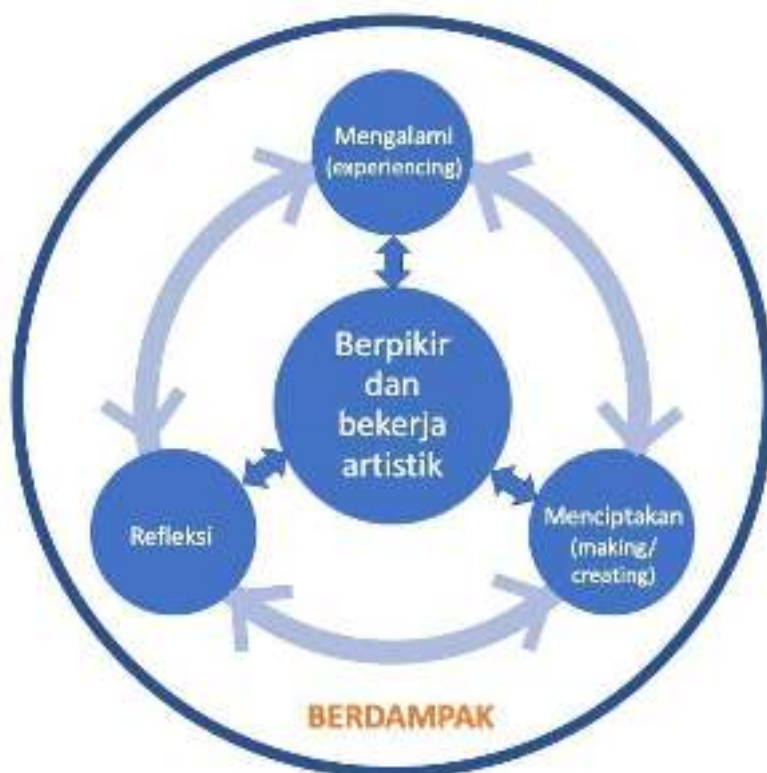 Mengalami
(experiencing)
Berpikir
dan
bekerja
artistik
Refleksi
Menciptakan
(making/
creating)
BERDAMPAK